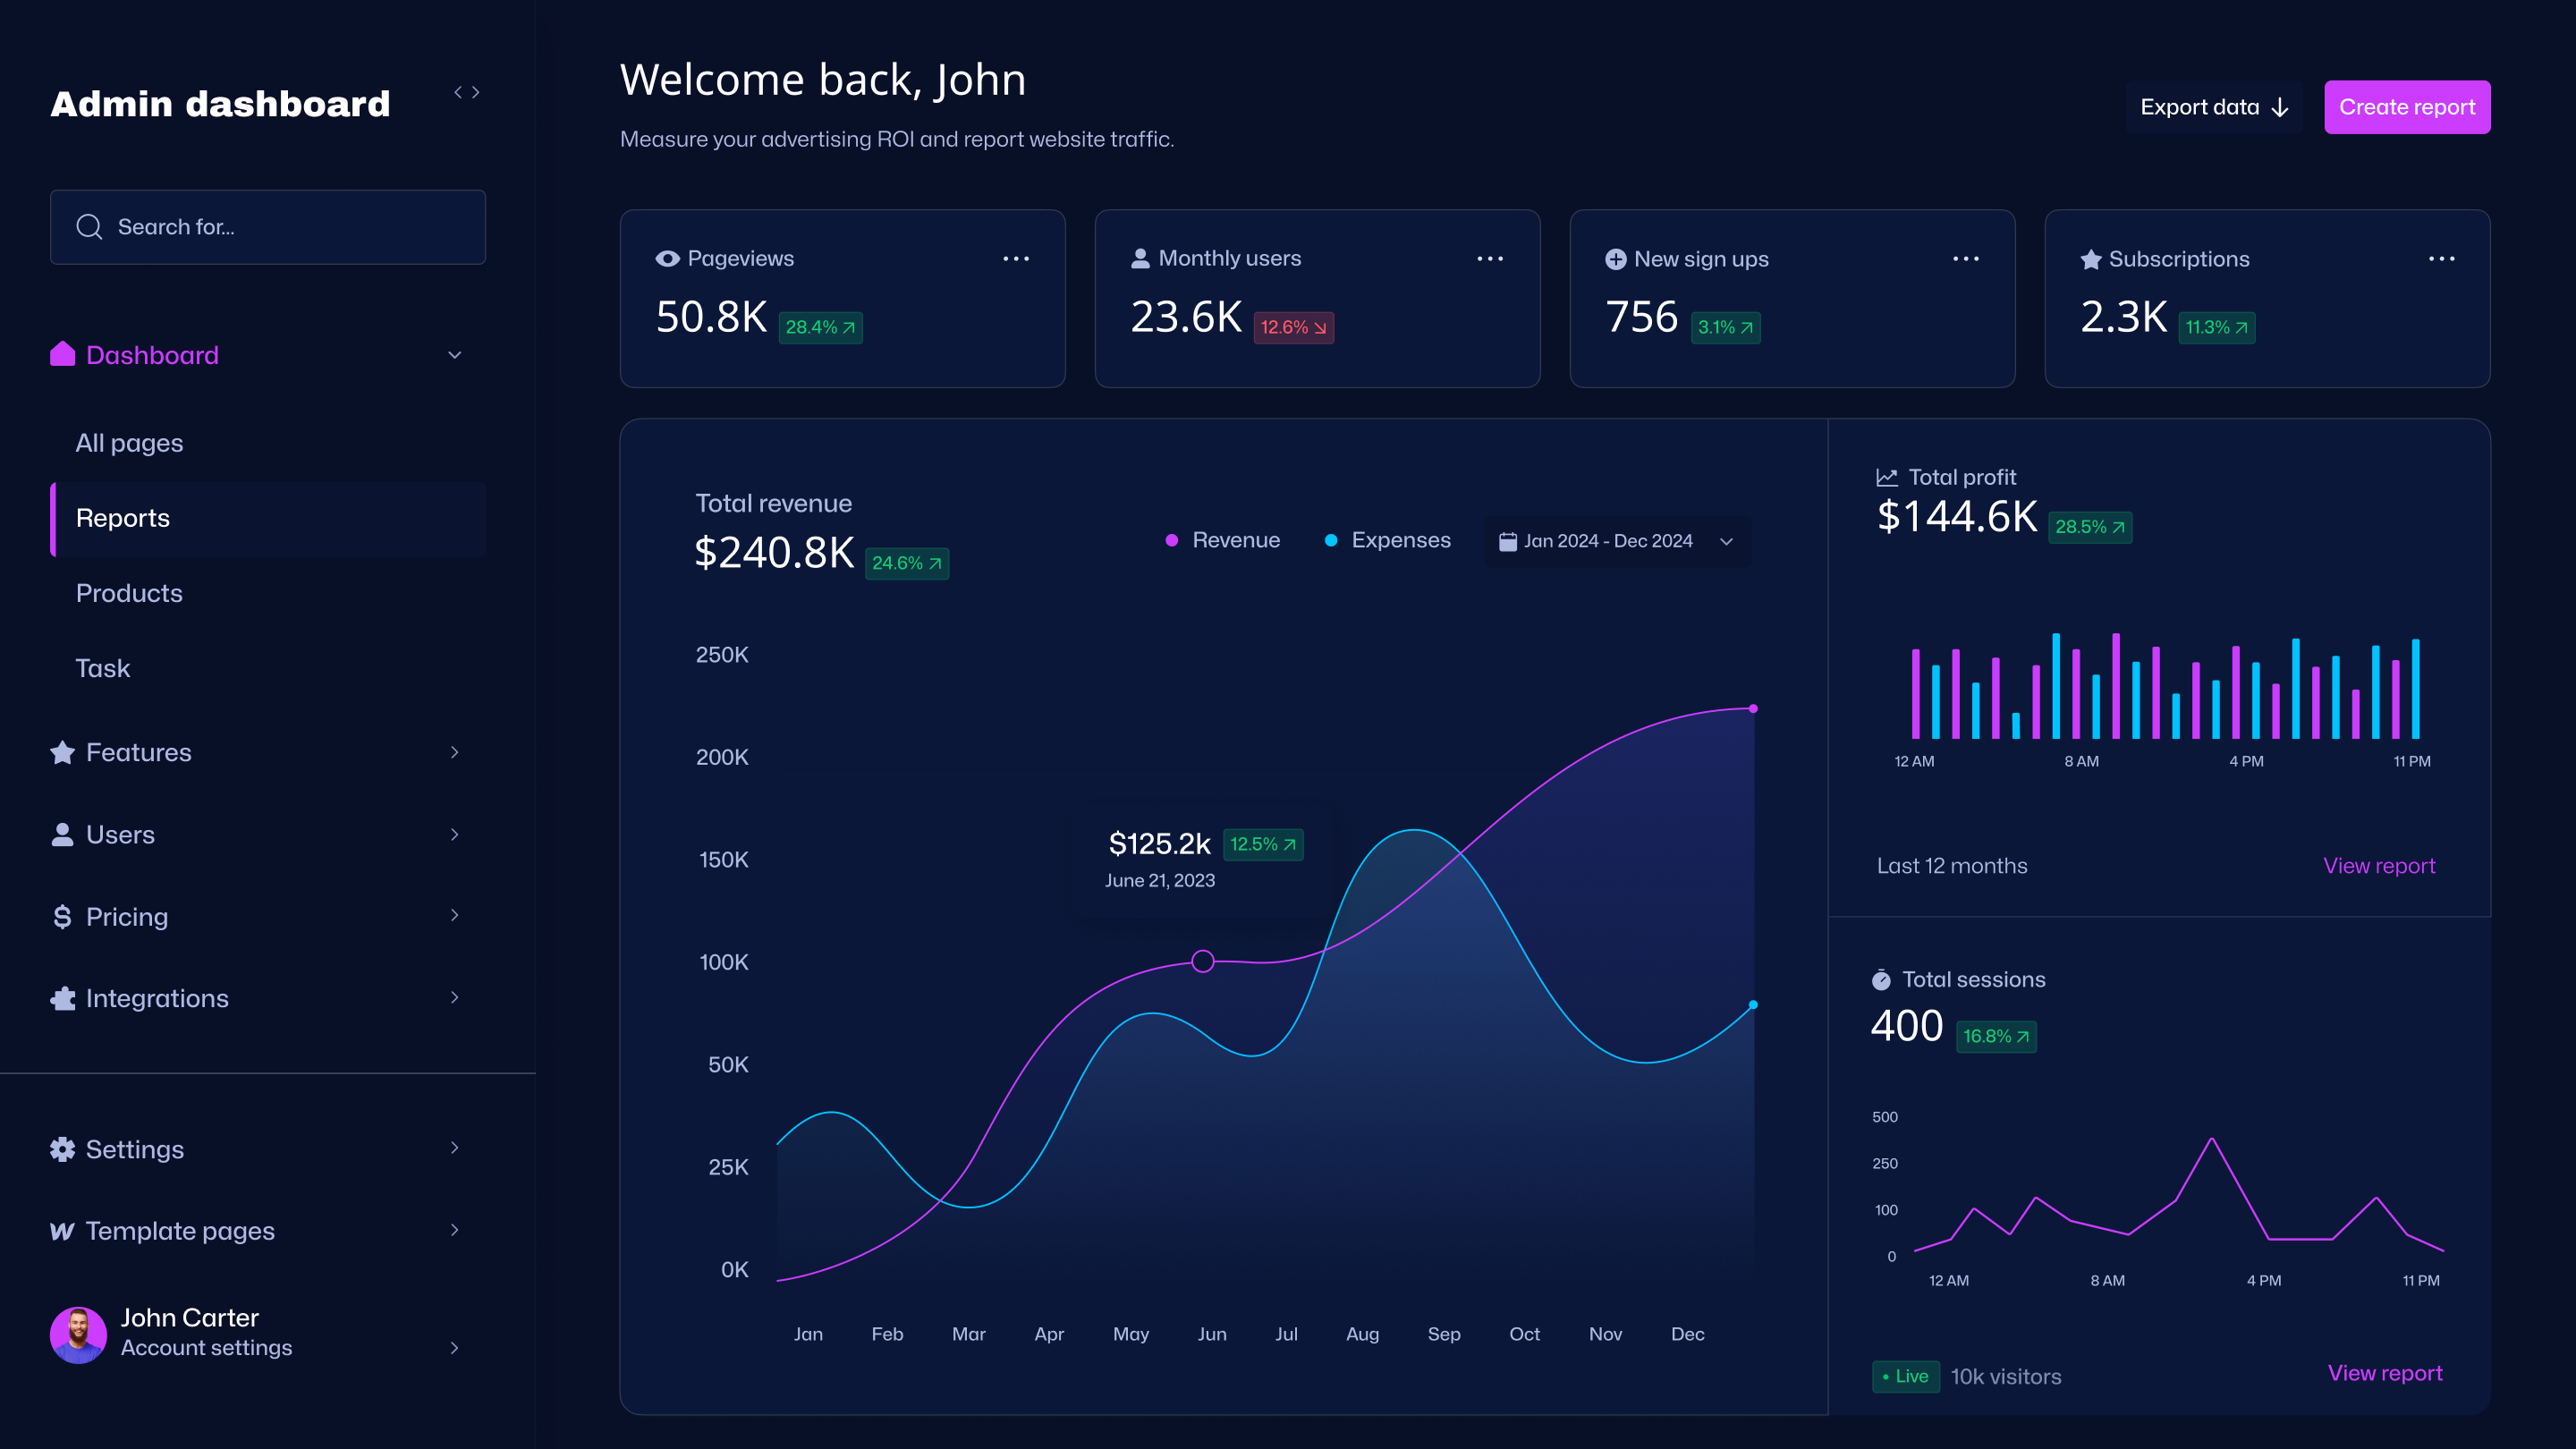 Admin dashboard
Search for...
Dashboard
All pages
Reports
Products
Task
Features
Users
Pricing
Integrations
Settings
Template pages
John Carter
Account settings
Welcome back, John
Measure your advertising ROI and report website traffic.
Export data
Create report
Pageviews
50.8K 28.4%
Monthly users
23.6K 12.6%
New sign ups
756 3.1%
Subscriptions
2.3K 11.3%
Total revenue
$240.8K 24.6%
Revenue Expenses Jan 2024 - Dec 2024
250K
200K
150K
100K
50K
25K
0K
$125.2k 12.5%
June 21, 2023
Jan Feb Mar Apr May Jun Jul Aug Sep Oct Nov Dec
Total profit
$144.6K 28.5%
12 AM 8 AM 4 PM 11 PM
Last 12 months View report
Total sessions
400 16.8%
500
250
100
0
12 AM 8 AM 4 PM 11 PM
Live 10k visitors View report